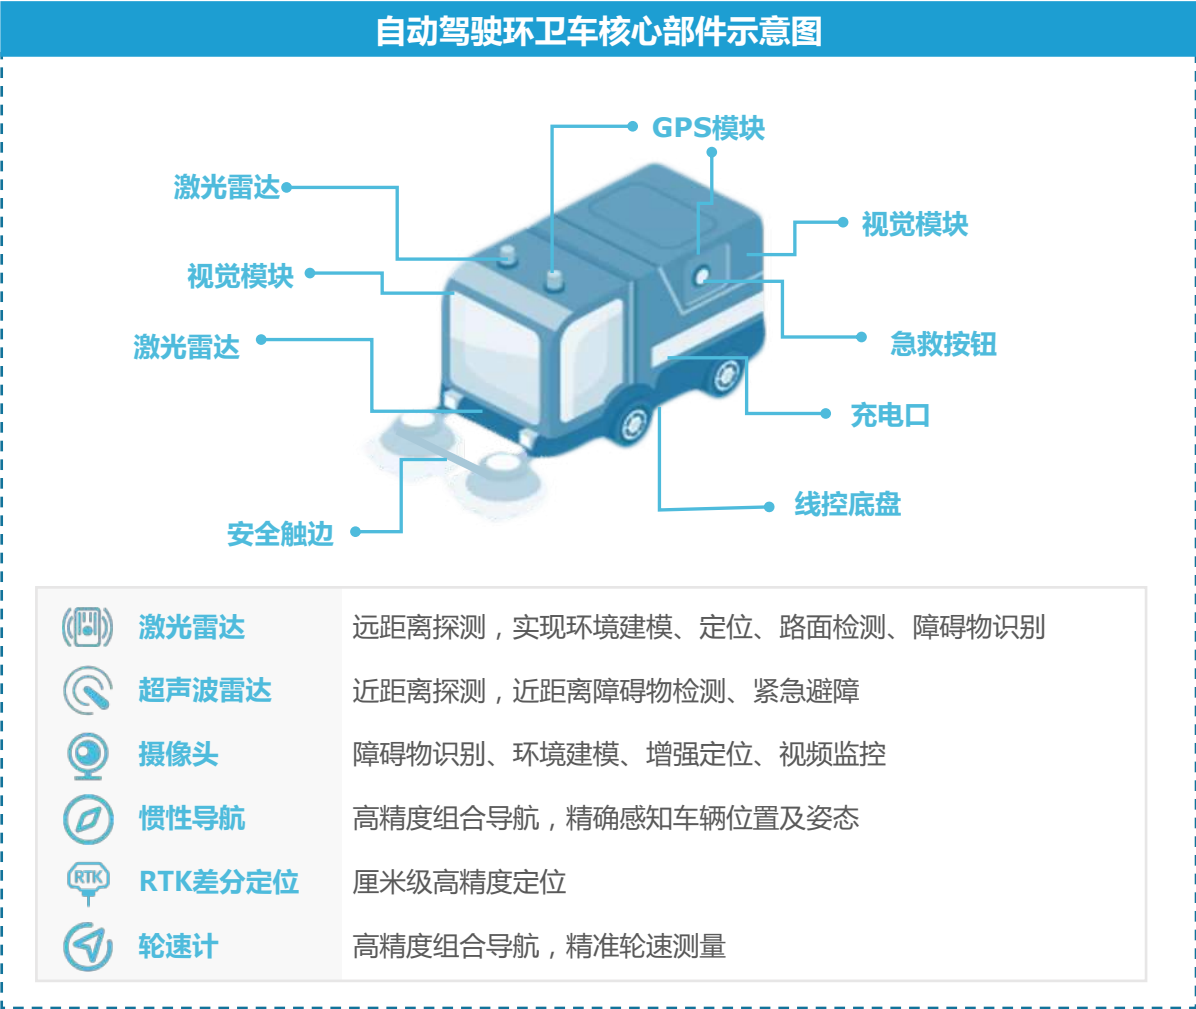 自动驾驶环卫车核心部件示意图
GPS模块
激光雷达
视觉模块
视觉模块
激光雷达
急救按钮
充电口
线控底盘
安全触边
激光雷达 远距离探测，实现环境建模、定位、路面检测、障碍物识别
超声波雷达 近距离探测，近距离障碍物检测、紧急避障
摄像头 障碍物识别、环境建模、增强定位、视频监控
惯性导航 高精度组合导航，精确感知车辆位置及姿态
RTK
RTK差分定位 厘米级高精度定位
轮速计 高精度组合导航，精准轮速测量